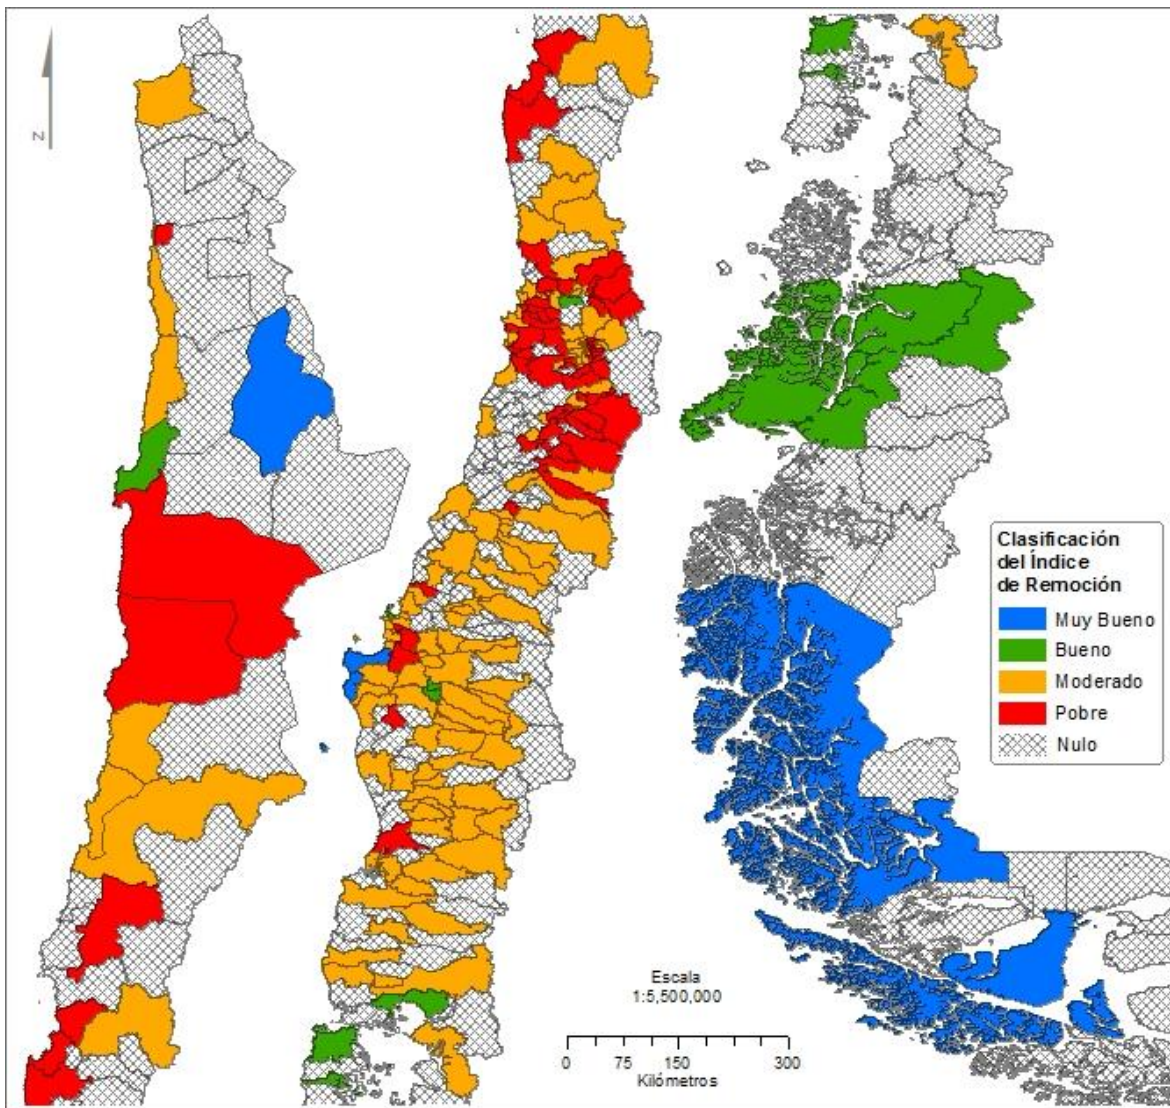 N
Clasificación
del Índice
de Remoción
Muy Bueno
Bueno
Moderado
Pobre
Nulo
Escala
1:5,500,000
0 75 150 300
Kilómetros